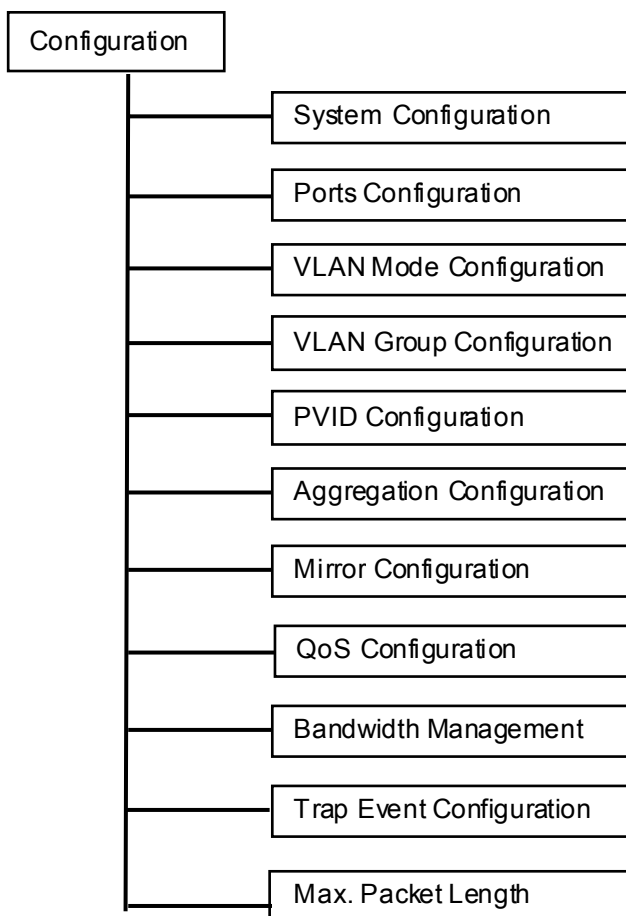 Configuration
System Configuration
Ports Configuration
VLAN Mode Configuration
VLAN Group Configuration
PVID Configuration
Aggregation Configuration
Mirror Configuration
QoS Configuration
Bandwidth Management
Trap Event Configuration
Max. Packet Length